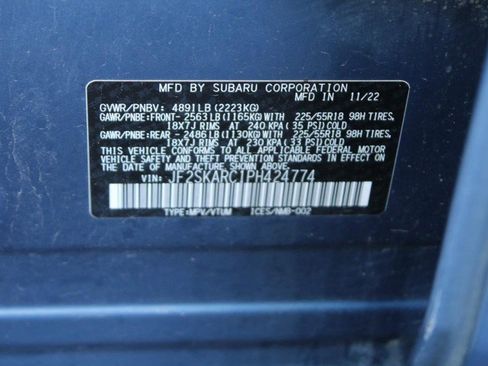 MFD BY SUBARU CORPORATION
MFD IN 11/22
GVWR/PNBV: 4891LB (2223KG)
GAWR/PNBE:FRONT- 2563LB(1165KG)WITH 225/55R18 98H TIRES,
18X7J RIMS AT 240 KPA (35 PSI)COLD
GAWR/PNBE:REAR - 2486LB(1130KG)WITH 225/55R18 98H TIRES,
18X7J RIMS AT 230 KPA (33 PSI)COLD
THIS VEHICLE CONFORMS TO ALL APPLICABLE FEDERAL MOTOR
VEHICLE SAFETY AND THEFT PREVENTION STANDARDS IN EFFECT ON
THE DATE OF MANUFACTURE SHOWN ABOVE.
VIN: JF2SKARC1PH424774
TYPE:MPV/VTUM ICES/NMB-002